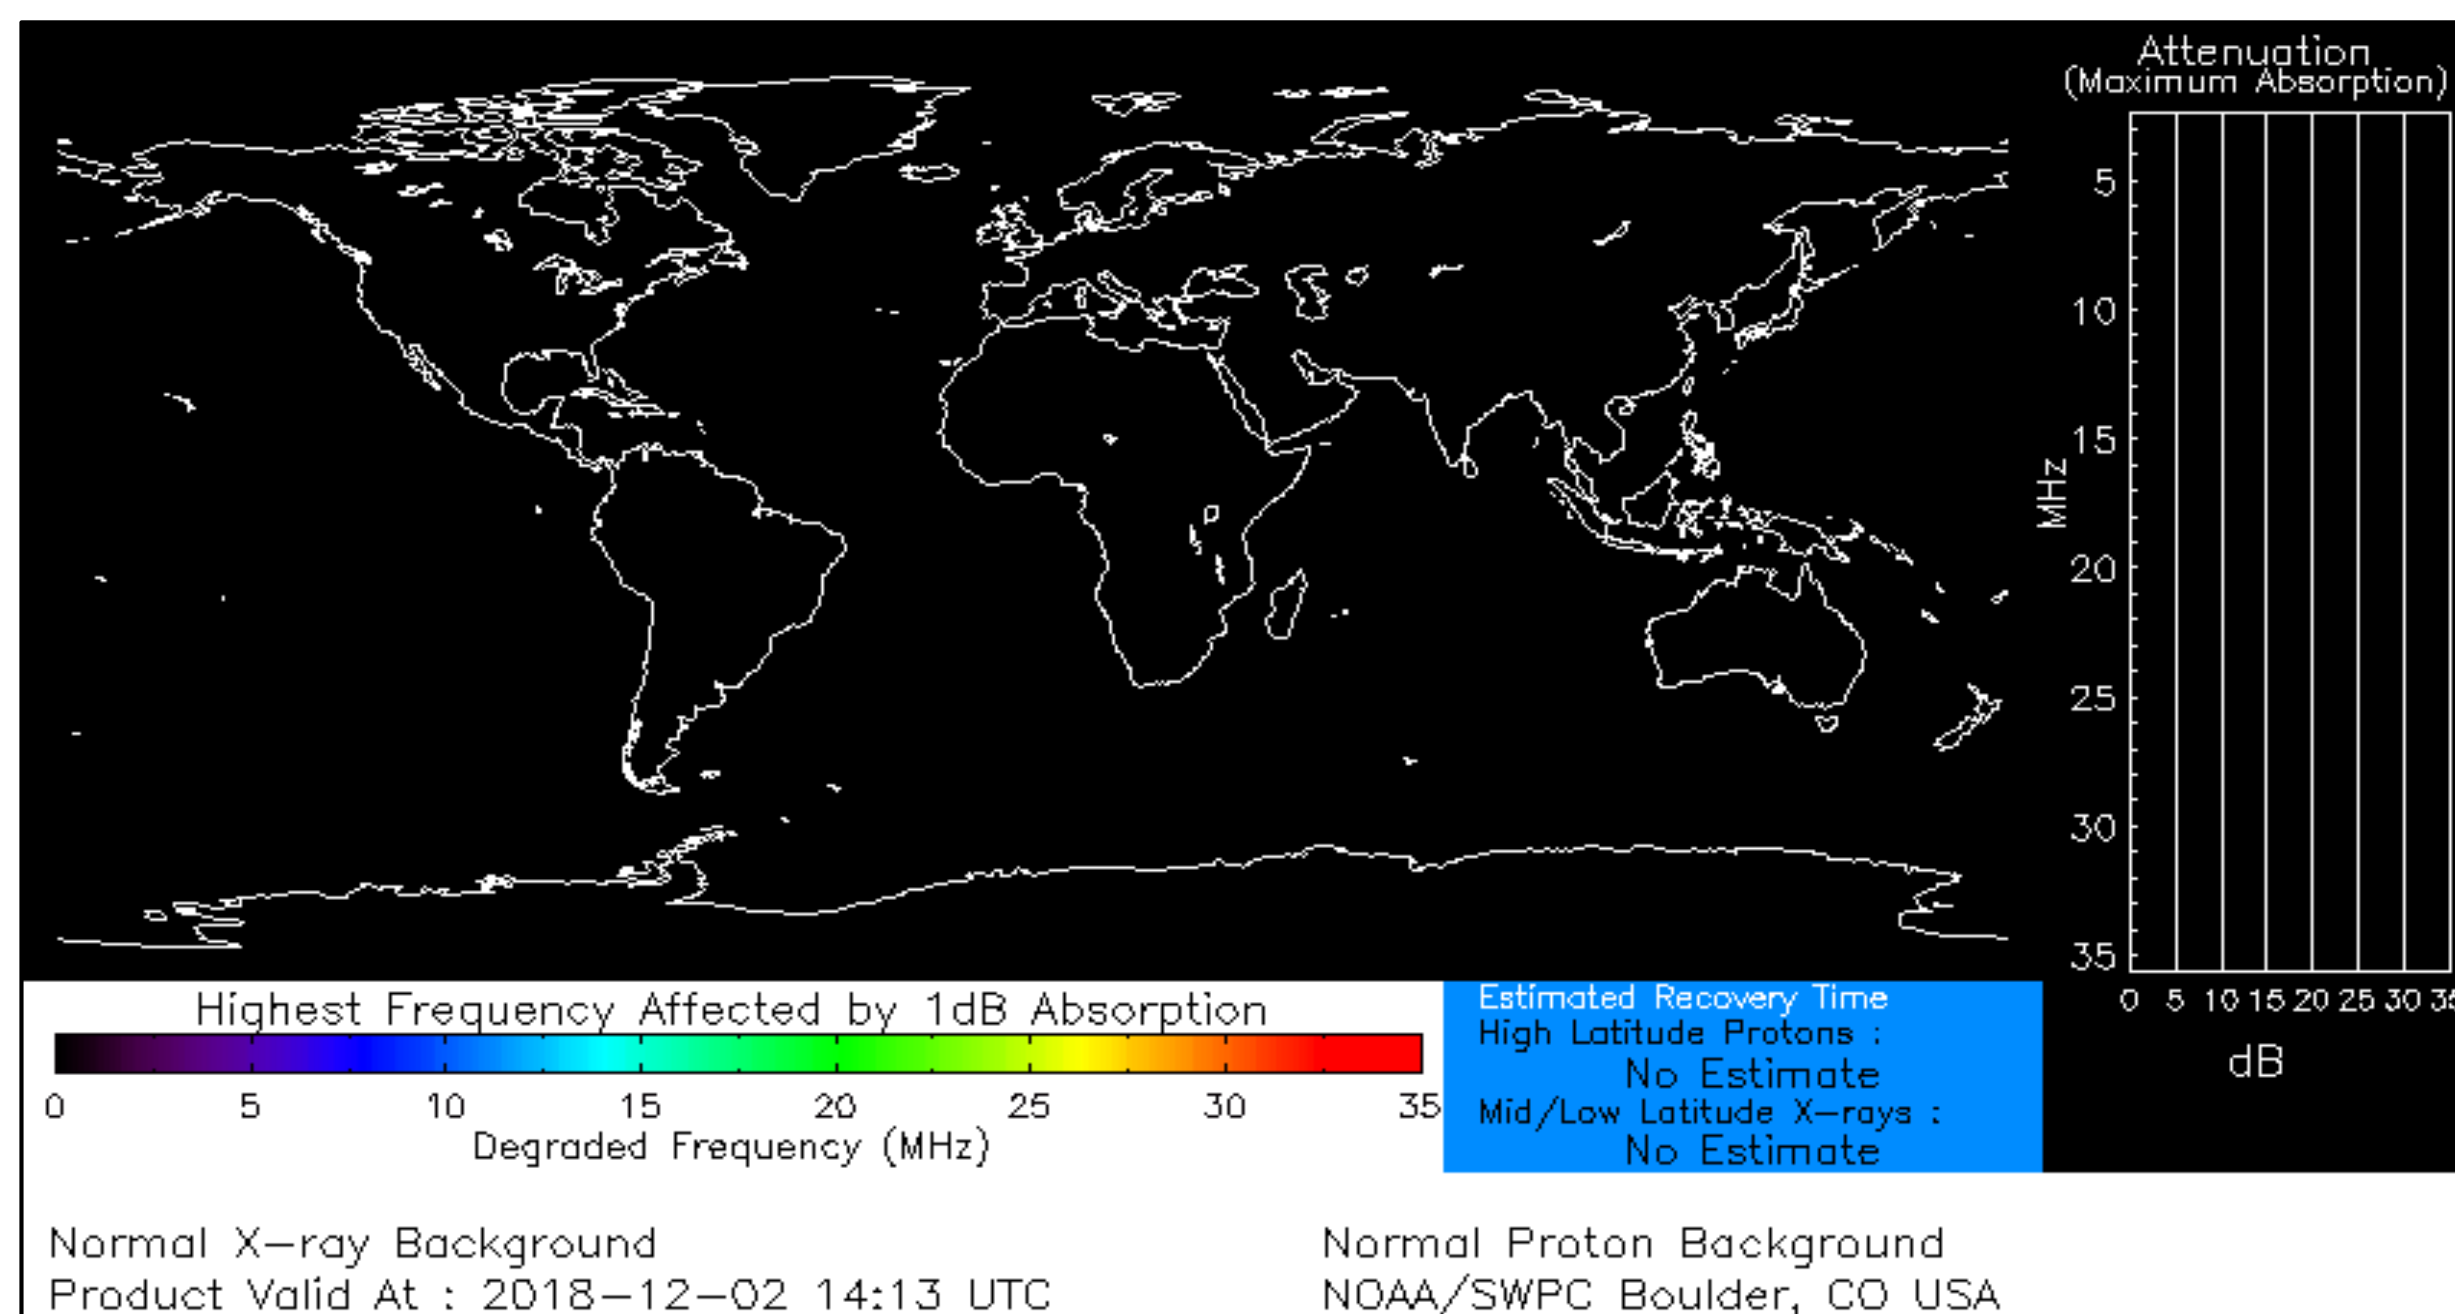 Attenuation
(Maximum Absorption)
5
10
15
20
25
30
35
MHz
0 5 10 15 20 25 30
dB
Highest Frequency Affected by 1dB Absorption
0 5 10 15 20 25 30 35
Degraded Frequency (MHz)
Estimated Recovery Time
High Latitude Protons :
No Estimate
Mid/Low Latitude X-rays :
No Estimate
Normal X-ray Background
Normal Proton Background
Product Valid At : 2018-12-02 14:13 UTC
NOAA/SWPC Boulder, CO USA